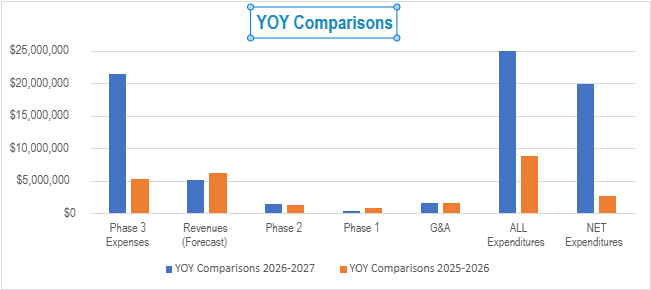 YOY Comparisons
$25,000,000
$20,000,000
$15,000,000
$10,000,000
$5,000,000
$0
Phase 3
Expenses
Revenues
(Forecast)
Phase 2
Phase 1
G&A
ALL
Expenditures
NET
Expenditures
YOY Comparisons 2026-2027
YOY Comparisons 2025-2026